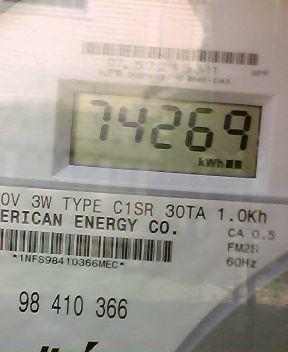 74269
kWh
0V 3W TYPE C1SR 30TA 1.0Kh
ERICAN ENERGY CO.
CA 0.5
FM2S
60Hz
*1NFS98410366MEC*
98 410 366